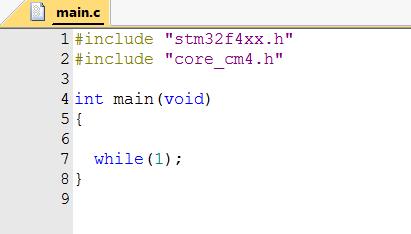 main.c
1 #include "stm32f4xx.h"
2 #include "core_cm4.h"
3
4 int main(void)
5 {
6
7   while(1);
8 }
9